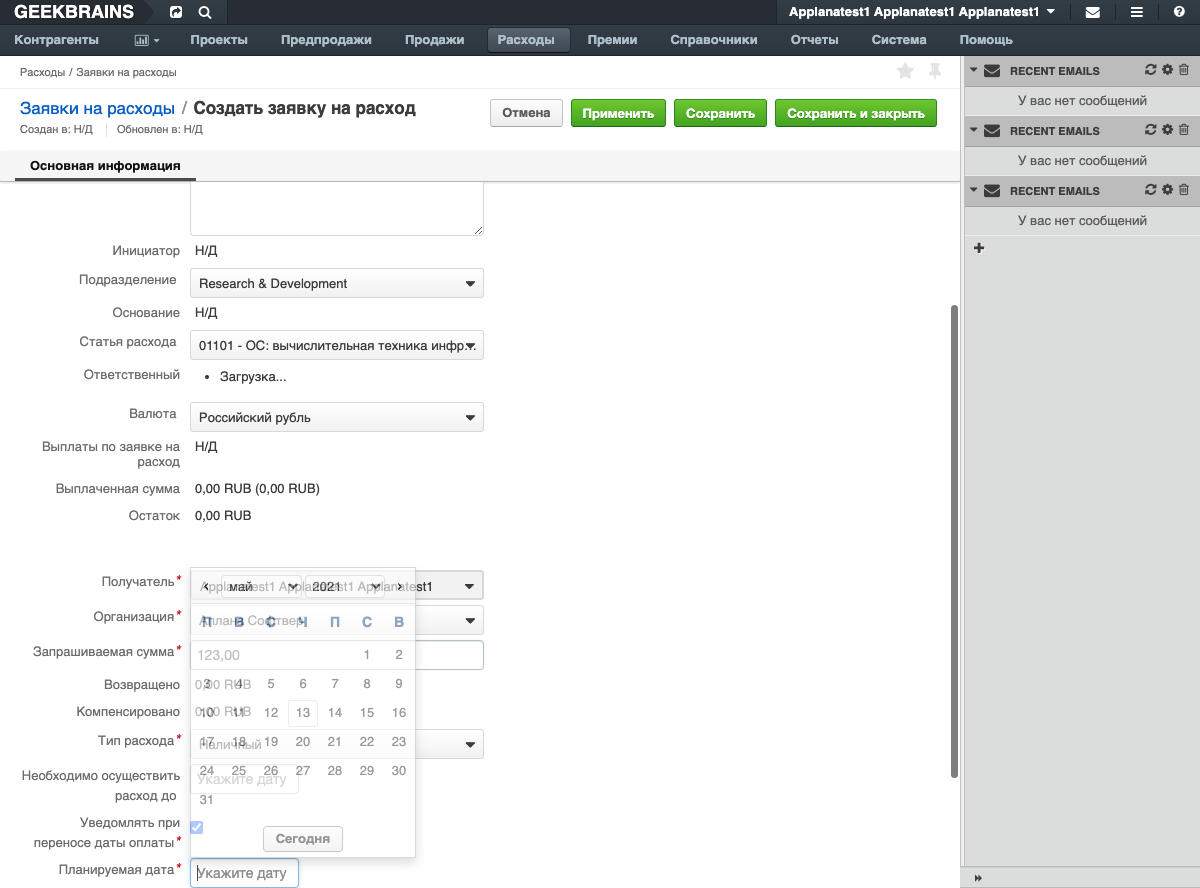 GEEKBRAINS
Applanatest1 Applanatest1 Applanatest1
Контрагенты Проекты Предпродажи Продажи Расходы Премии Справочники Отчеты Система Помощь
Расходы / Заявки на расходы
Заявки на расходы / Создать заявку на расход
Создан в: Н/Д Обновлен в: Н/Д
Отмена Применить Сохранить Сохранить и закрыть
Основная информация
Инициатор Н/Д
Подразделение Research & Development
Основание Н/Д
Статья расхода 01101 - ОС: вычислительная техника инфр...
Ответственный • Загрузка...
Валюта Российский рубль
Выплаты по заявке на
расход Н/Д
Выплаченная сумма 0,00 RUB (0,00 RUB)
Остаток 0,00 RUB
Получатель* Applanatest1 Applanatest1 Applanatest1
май 2021
Организация*
П В С Ч П С В
Запрашиваемая сумма* 123,00
1 2
Возвращено 0,00 RUB
3 4 5 6 7 8 9
Компенсировано 0,00 RUB
10 11 12 13 14 15 16
Тип расхода* Наличный
17 18 19 20 21 22 23
Необходимо осуществить
расход до Укажите дату
24 25 26 27 28 29 30
31
Уведомлять при
переносе даты оплаты*
Сегодня
Планируемая дата* Укажите дату
RECENT EMAILS
У вас нет сообщений
RECENT EMAILS
У вас нет сообщений
RECENT EMAILS
У вас нет сообщений